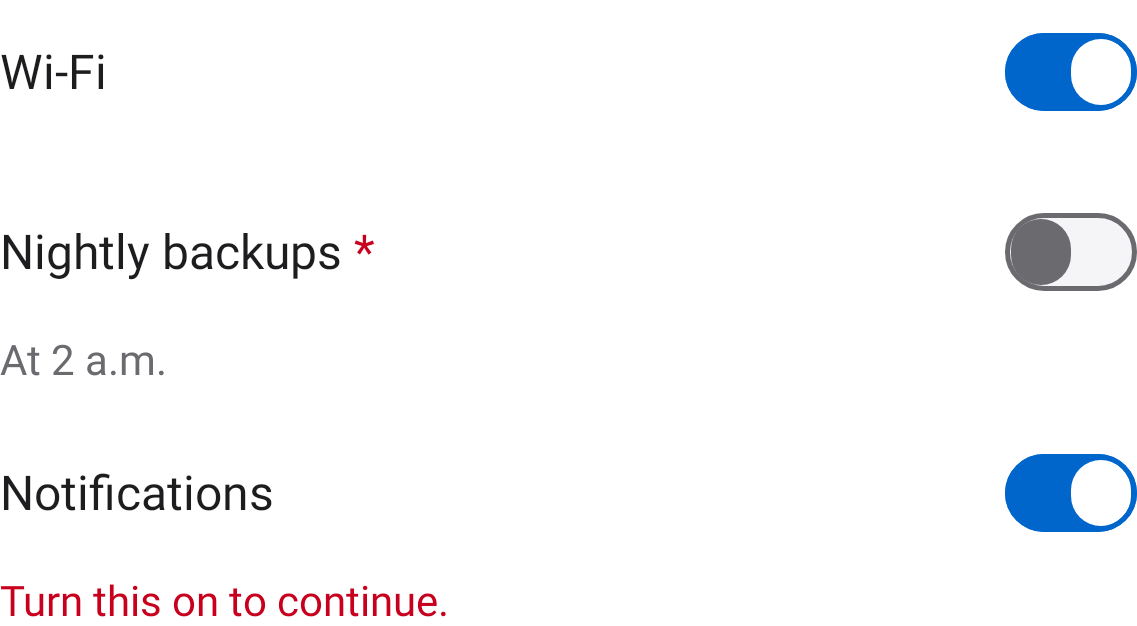 Wi-Fi
Nightly backups *
At 2 a.m.
Notifications
Turn this on to continue.